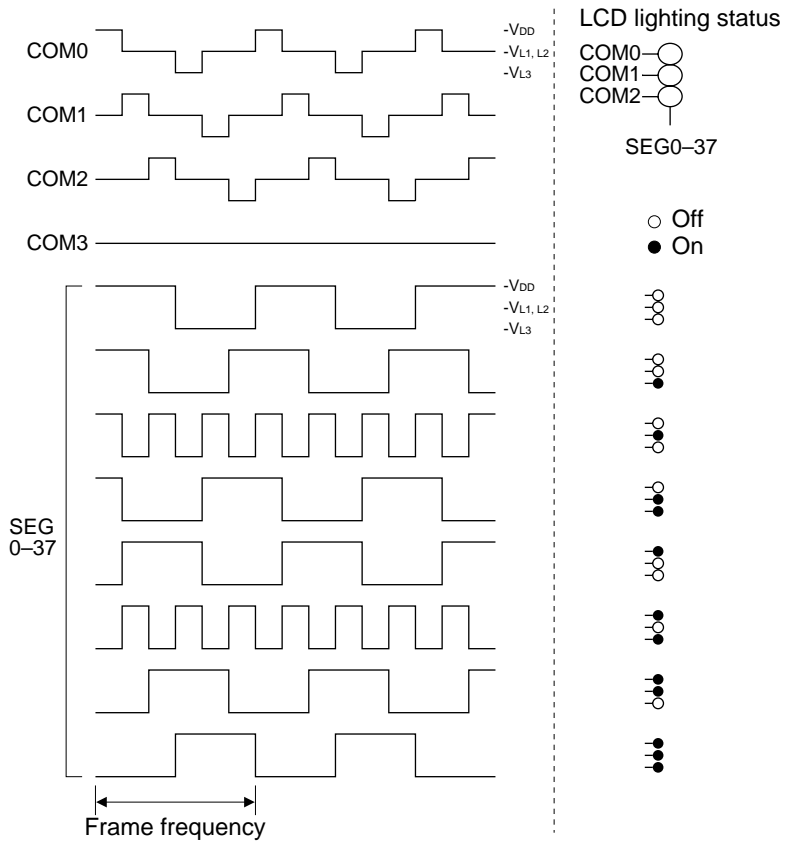 LCD lighting status
COM0
-VDD
-VL1, L2
-VL3
COM0
COM1
COM2
SEG0–37
COM1
COM2
Off
On
COM3
-VDD
-VL1, L2
-VL3
SEG
0–37
Frame frequency